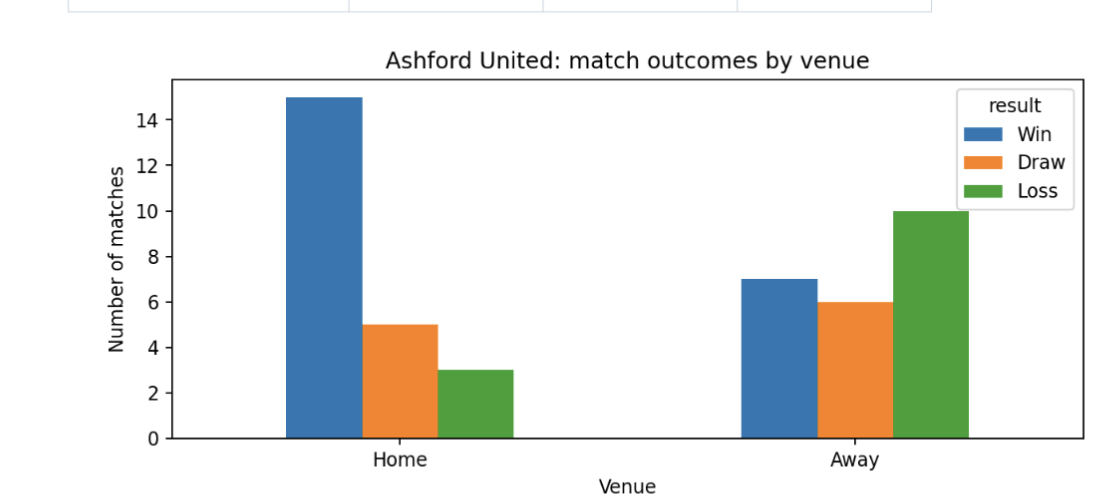 Ashford United: match outcomes by venue
result
Win
Draw
Loss
Number of matches
14
12
10
8
6
4
2
0
Home
Away
Venue